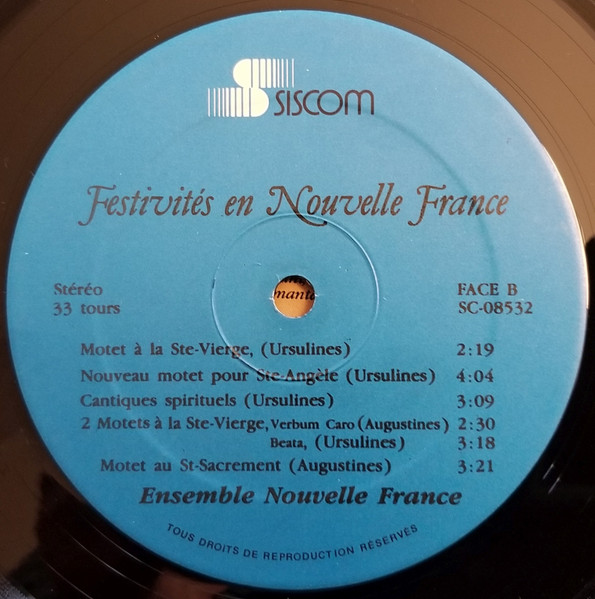 SISCOM
Festivités en Nouvelle France
Stéréo
33 tours
FACE B
SC-08532
Motet à la Ste-Vierge, (Ursulines) 2:19
Nouveau motet pour Ste-Angèle (Ursulines) 4:04
Cantiques spirituels (Ursulines) 3:09
2 Motets à la Ste-Vierge, Verbum Caro (Augustines) 2:30
Beata, (Ursulines) 3:18
Motet au St-Sacrement (Augustines) 3:21
Ensemble Nouvelle France
TOUS DROITS DE REPRODUCTION RÉSERVÉS